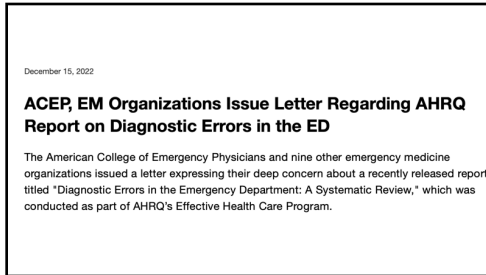 December 15, 2022
ACEP, EM Organizations Issue Letter Regarding AHRQ
Report on Diagnostic Errors in the ED
The American College of Emergency Physicians and nine other emergency medicine
organizations issued a letter expressing their deep concern about a recently released report
titled "Diagnostic Errors in the Emergency Department: A Systematic Review," which was
conducted as part of AHRQ's Effective Health Care Program.